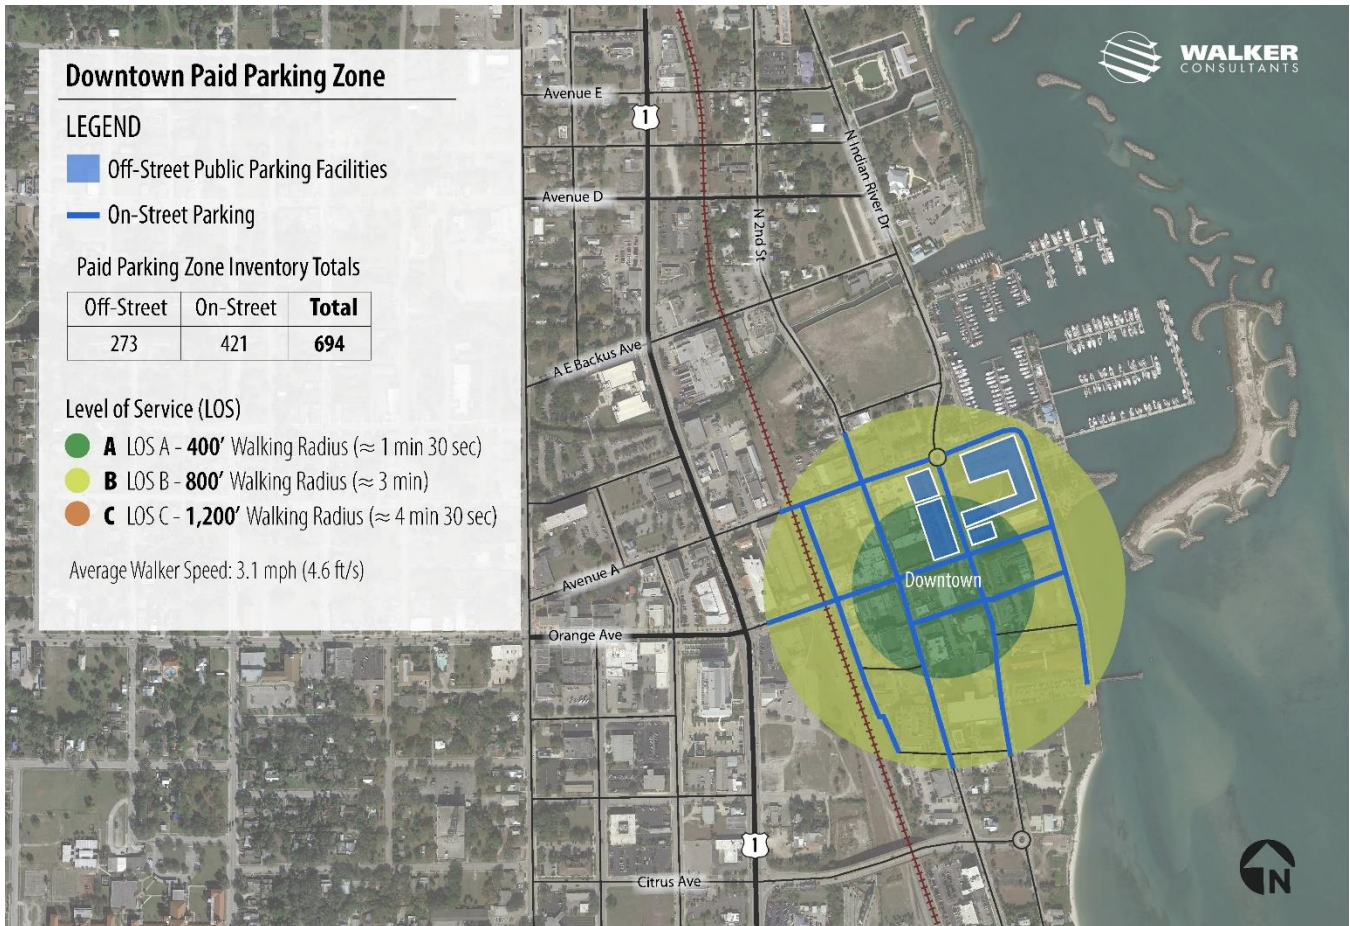 Downtown Paid Parking Zone
LEGEND
Off-Street Public Parking Facilities
On-Street Parking
Paid Parking Zone Inventory Totals
Off-Street On-Street Total
273 421 694
Level of Service (LOS)
A LOS A - 400' Walking Radius (≈ 1 min 30 sec)
B LOS B - 800' Walking Radius (≈ 3 min)
C LOS C - 1,200' Walking Radius (≈ 4 min 30 sec)
Average Walker Speed: 3.1 mph (4.6 ft/s)
WALKER
CONSULTANTS
Avenue E
1
N Indian River Dr
Avenue D
N 2nd St
A E Backus Ave
Avenue A
Downtown
Orange Ave
1
Citrus Ave
N